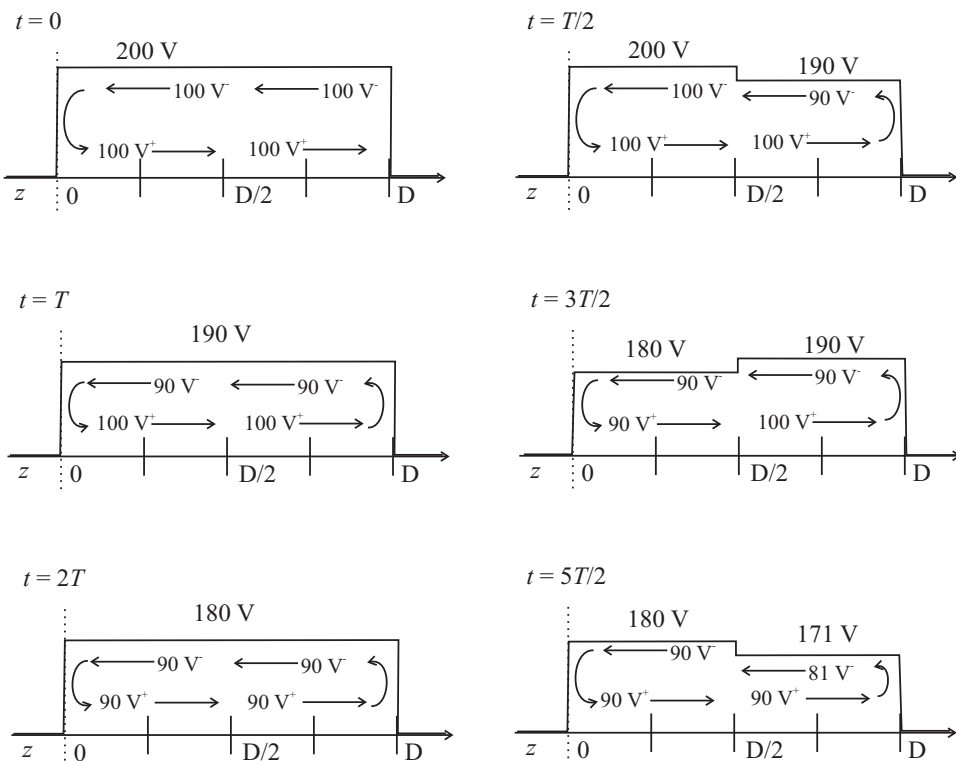 t = 0
200 V
100 V⁻ 100 V⁻
100 V⁺ 100 V⁺
z 0 D/2 D
t = T/2
200 V 190 V
100 V⁻ 90 V⁻
100 V⁺ 100 V⁺
z 0 D/2 D
t = T
190 V
90 V⁻ 90 V⁻
100 V⁺ 100 V⁺
z 0 D/2 D
t = 3T/2
180 V 190 V
90 V⁻ 90 V⁻
90 V⁺ 100 V⁺
z 0 D/2 D
t = 2T
180 V
90 V⁻ 90 V⁻
90 V⁺ 90 V⁺
z 0 D/2 D
t = 5T/2
180 V 171 V
90 V⁻ 81 V⁻
90 V⁺ 90 V⁺
z 0 D/2 D